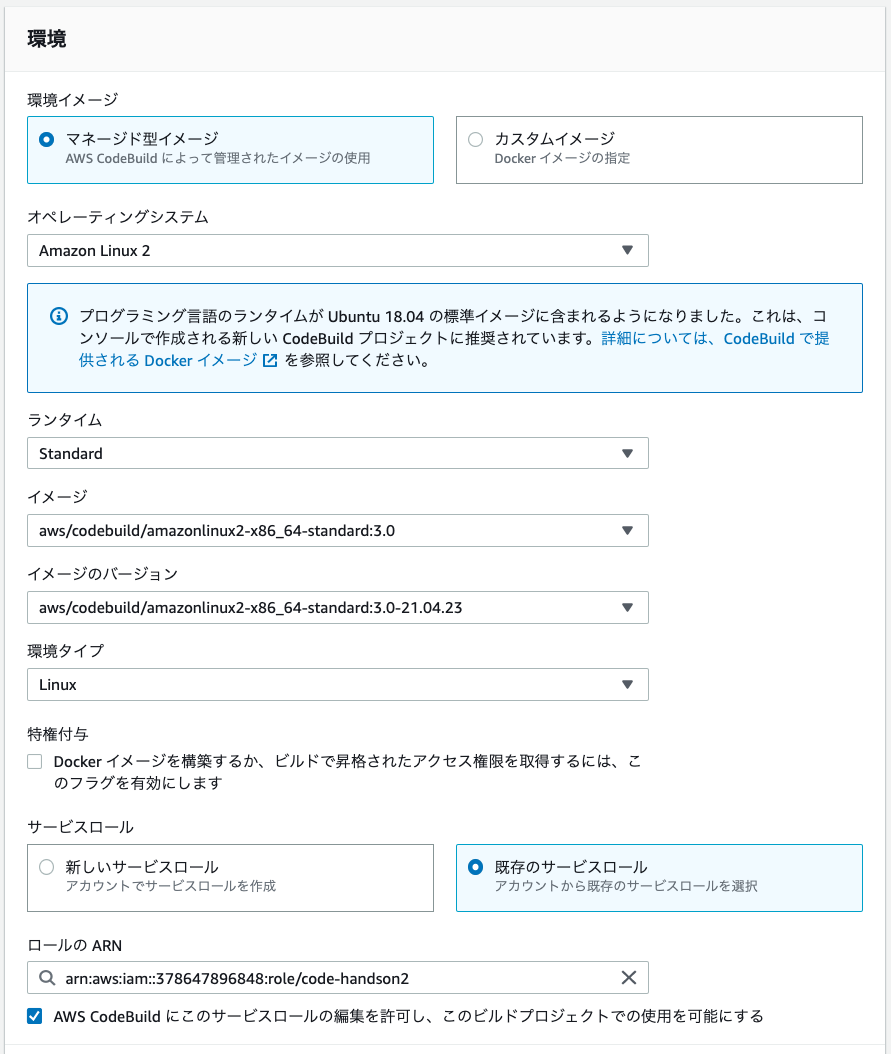 環境
環境イメージ
マネージド型イメージ
AWS CodeBuild によって管理されたイメージの使用
カスタムイメージ
Docker イメージの指定
オペレーティングシステム
Amazon Linux 2
プログラミング言語のランタイムが Ubuntu 18.04 の標準イメージに含まれるようになりました。これは、コ
ンソールで作成される新しい CodeBuild プロジェクトに推奨されています。詳細については、CodeBuild で提
供される Docker イメージ を参照してください。
ランタイム
Standard
イメージ
aws/codebuild/amazonlinux2-x86_64-standard:3.0
イメージのバージョン
aws/codebuild/amazonlinux2-x86_64-standard:3.0-21.04.23
環境タイプ
Linux
特権付与
Docker イメージを構築するか、ビルドで昇格されたアクセス権限を取得するには、こ
のフラグを有効にします
サービスロール
新しいサービスロール
アカウントでサービスロールを作成
既存のサービスロール
アカウントから既存のサービスロールを選択
ロールの ARN
arn:aws:iam::378647896848:role/code-handson2
AWS CodeBuild にこのサービスロールの編集を許可し、このビルドプロジェクトでの使用を可能にする